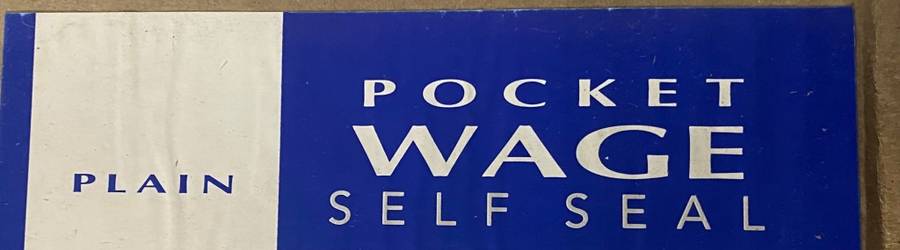 PLAIN
POCKET
WAGE
SELF SEAL